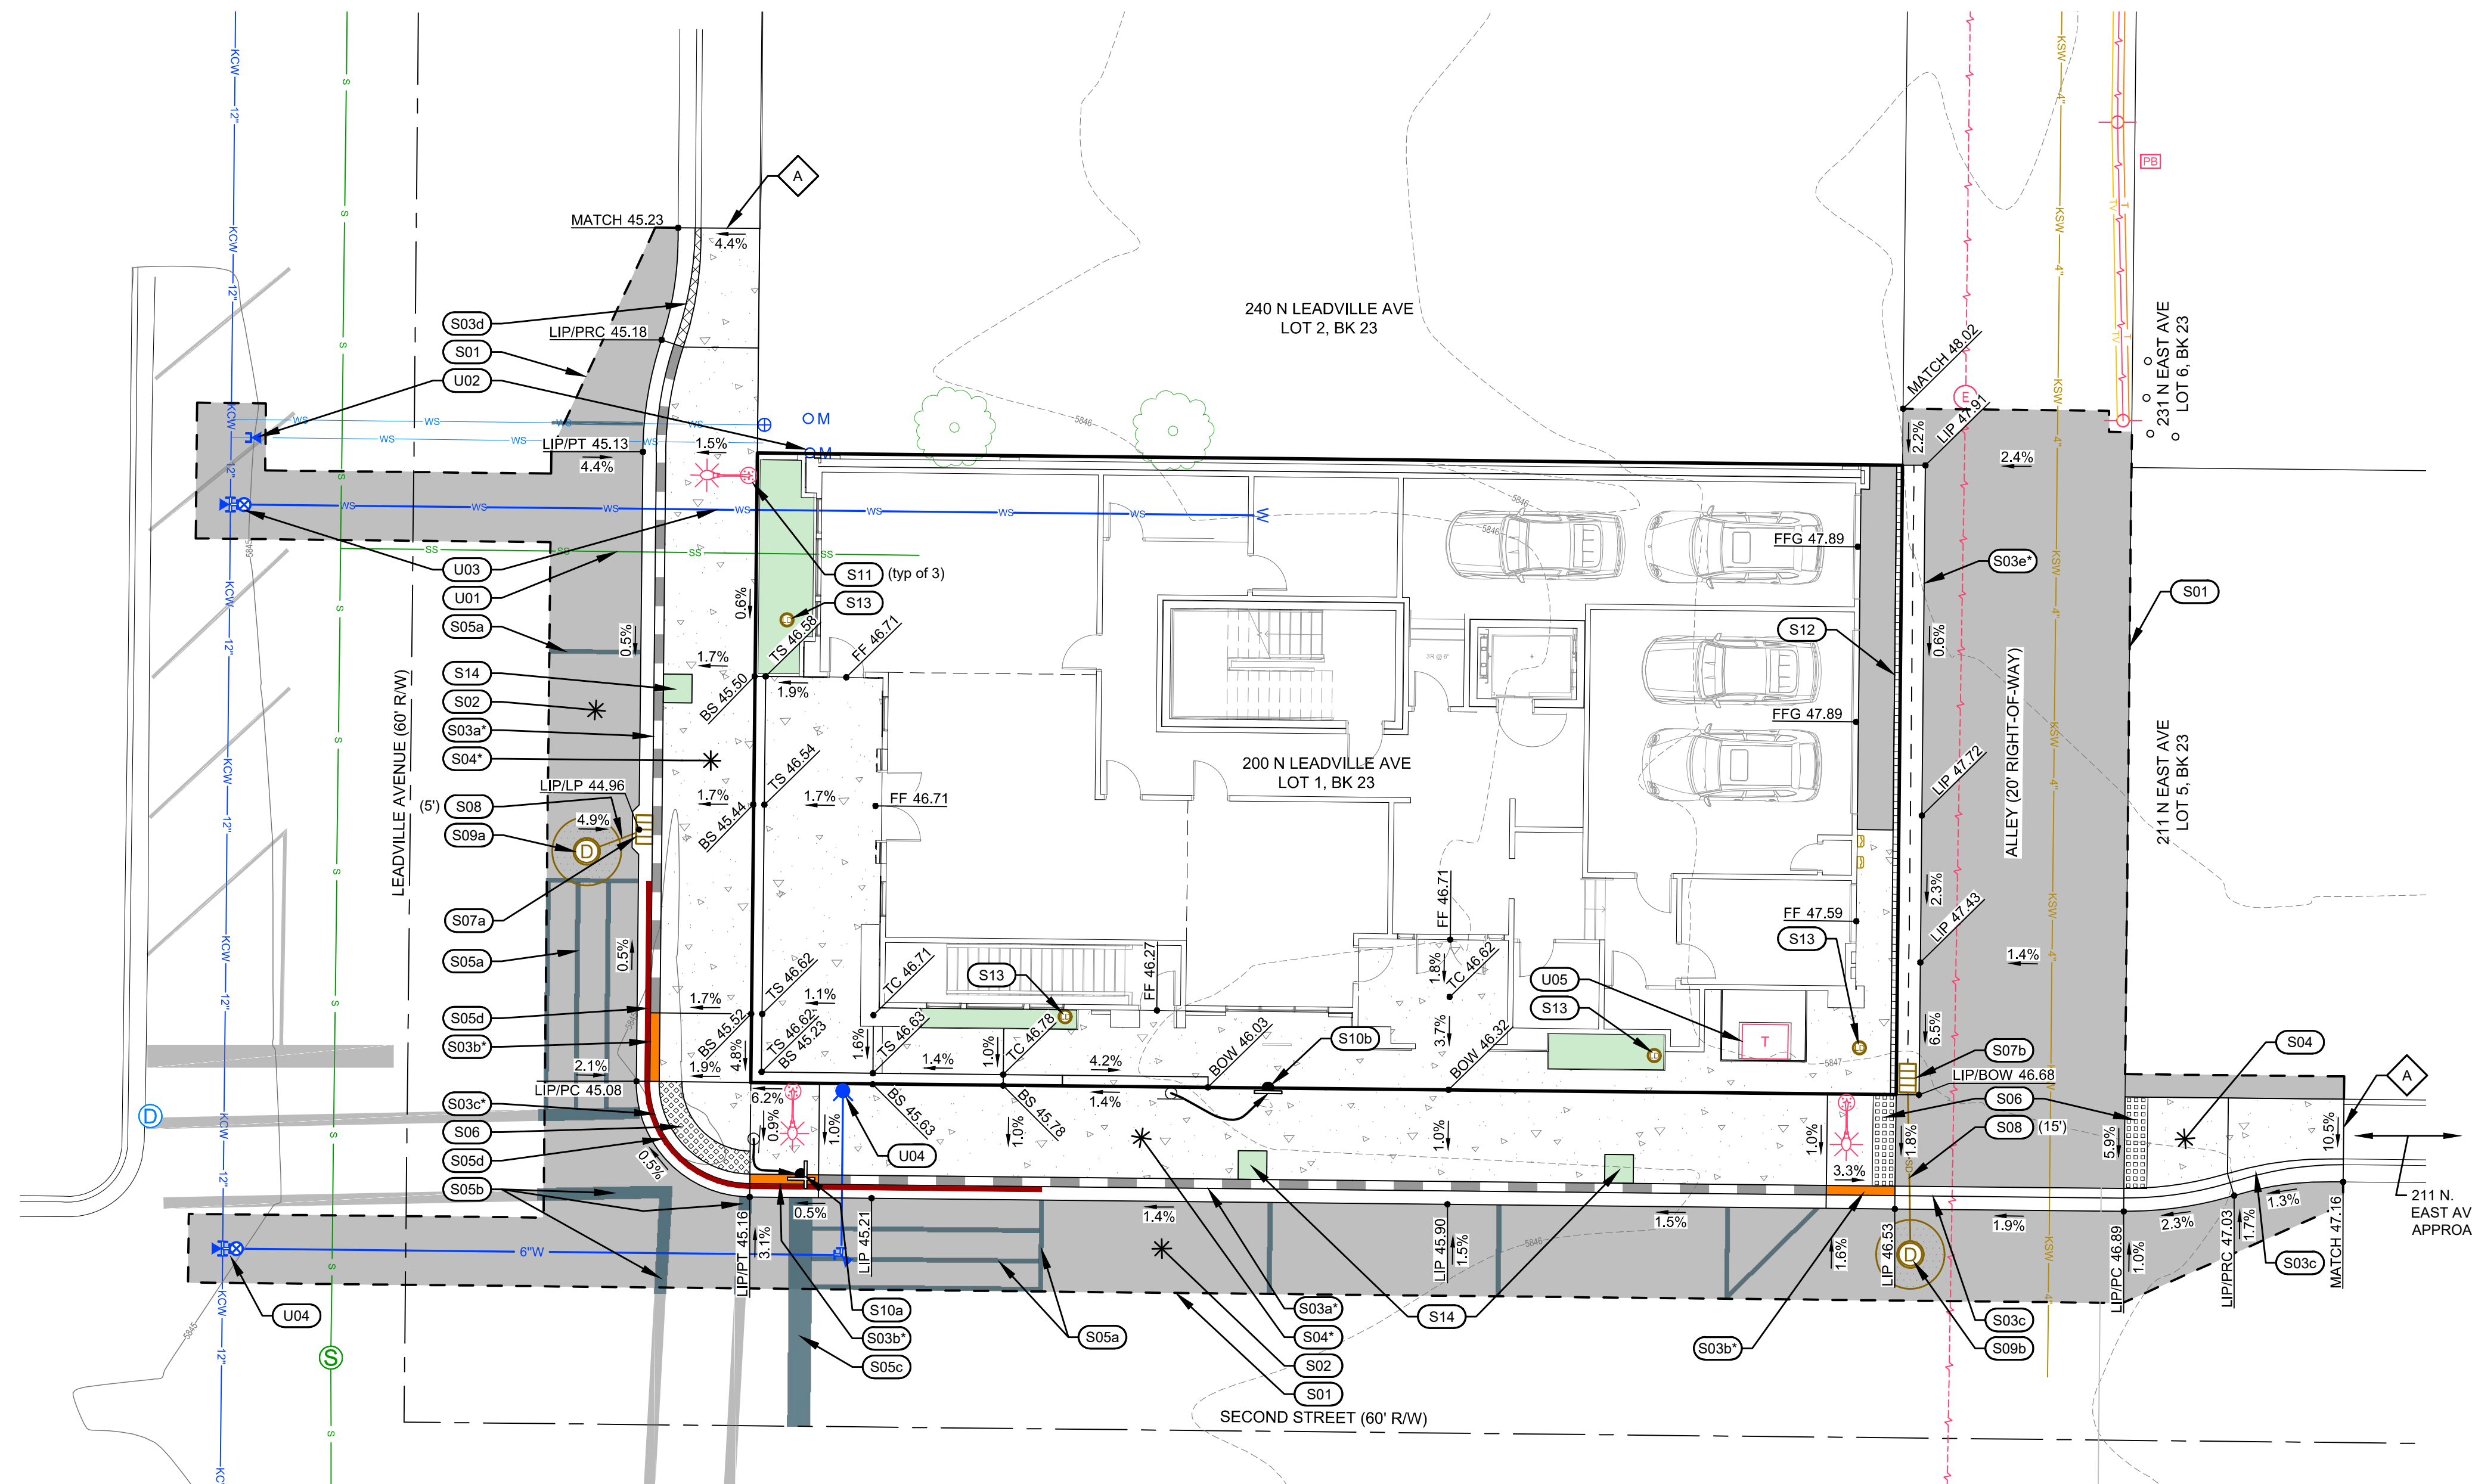 KCW
12"
S
KSW
4"
A
MATCH 45.23
4.4%
PB
T
TV
240 N LEADVILLE AVE
LOT 2, BK 23
231 N EAST AVE
LOT 6, BK 23
S03d
LIP/PRC 45.18
S01
U02
MATCH 48.02
E
LIP 47.91
2.2%
2.4%
5846
WS
M
M
LIP/PT 45.13
4.4%
1.5%
WS
W
5845
SS
U03
U01
S11 (typ of 3)
S13
FFG 47.89
S03e*
S01
S05a
0.5%
0.6%
TS 46.58
FF 46.71
S12
0.6%
LEADVILLE AVENUE (60' R/W)
S14
1.7%
BS 45.50
1.9%
3R @ 6"
S02
S03a*
S04*
TS 46.54
FFG 47.89
ALLEY (20' RIGHT-OF-WAY)
211 N EAST AVE
LOT 5, BK 23
200 N LEADVILLE AVE
LOT 1, BK 23
LIP 47.72
LIP/LP 44.96
1.7%
BS 45.44
1.7%
FF 46.71
(5') S08
4.9%
S09a
D
2.3%
S07a
FF 46.71
FF 47.59
LIP 47.43
S13
S05a
0.5%
TS 46.62
TC 46.71
S13
FF 46.27
1.8%
TC 46.62
U05
S13
1.4%
S05d
1.7%
1.1%
BS 45.52
TS 46.62
BS 45.23
TS 46.63
TC 46.78
BOW 46.03
S10b
3.7%
BOW 46.32
T
6.5%
S04
S03b*
2.1%
1.9%
4.8%
1.6%
1.4%
1.0%
4.2%
5847
S07b
LIP/BOW 46.68
A
LIP/PC 45.08
6.2%
BS 45.63
BS 45.78
1.4%
S06
S03c*
D
S06
0.9%
1.0%
1.0%
1.0%
1.0%
1.8%
S08 (15')
5.9%
10.5%
U04
S05d
0.5%
3.3%
SD
S05b
LIP/PT 45.16
3.1%
0.5%
LIP 45.21
1.4%
LIP 45.90
1.5%
1.5%
1.6%
LIP 46.53
1.9%
LIP/PC 46.89
1.0%
2.3%
LIP/PRC 47.03
1.7%
1.3%
MATCH 47.16
211 N.
EAST AV
APPROA
6"W
5846
D
S03c
U04
S10a
S03b*
S05c
S05a
S03a*
S04*
S02
S01
S14
S03b*
S03c
S09b
5845
S
SECOND STREET (60' R/W)